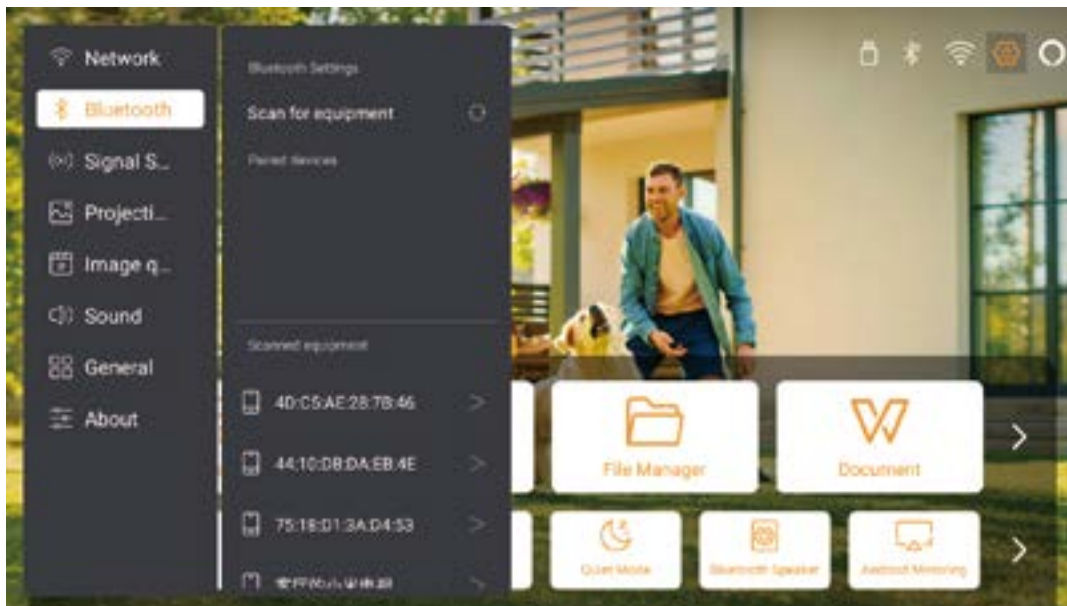 Network
Bluetooth
Signal S...
Projecti...
Image q...
Sound
General
About
Bluetooth Settings
Scan for equipment
Paired devices
Scanned equipment
4D:C5:AE:28:7B:46
44:10:DB:DA:EB:4E
75:18:D1:3A:D4:53
File Manager
Document
Quiet Mode
Bluetooth Speaker
Android Mirroring